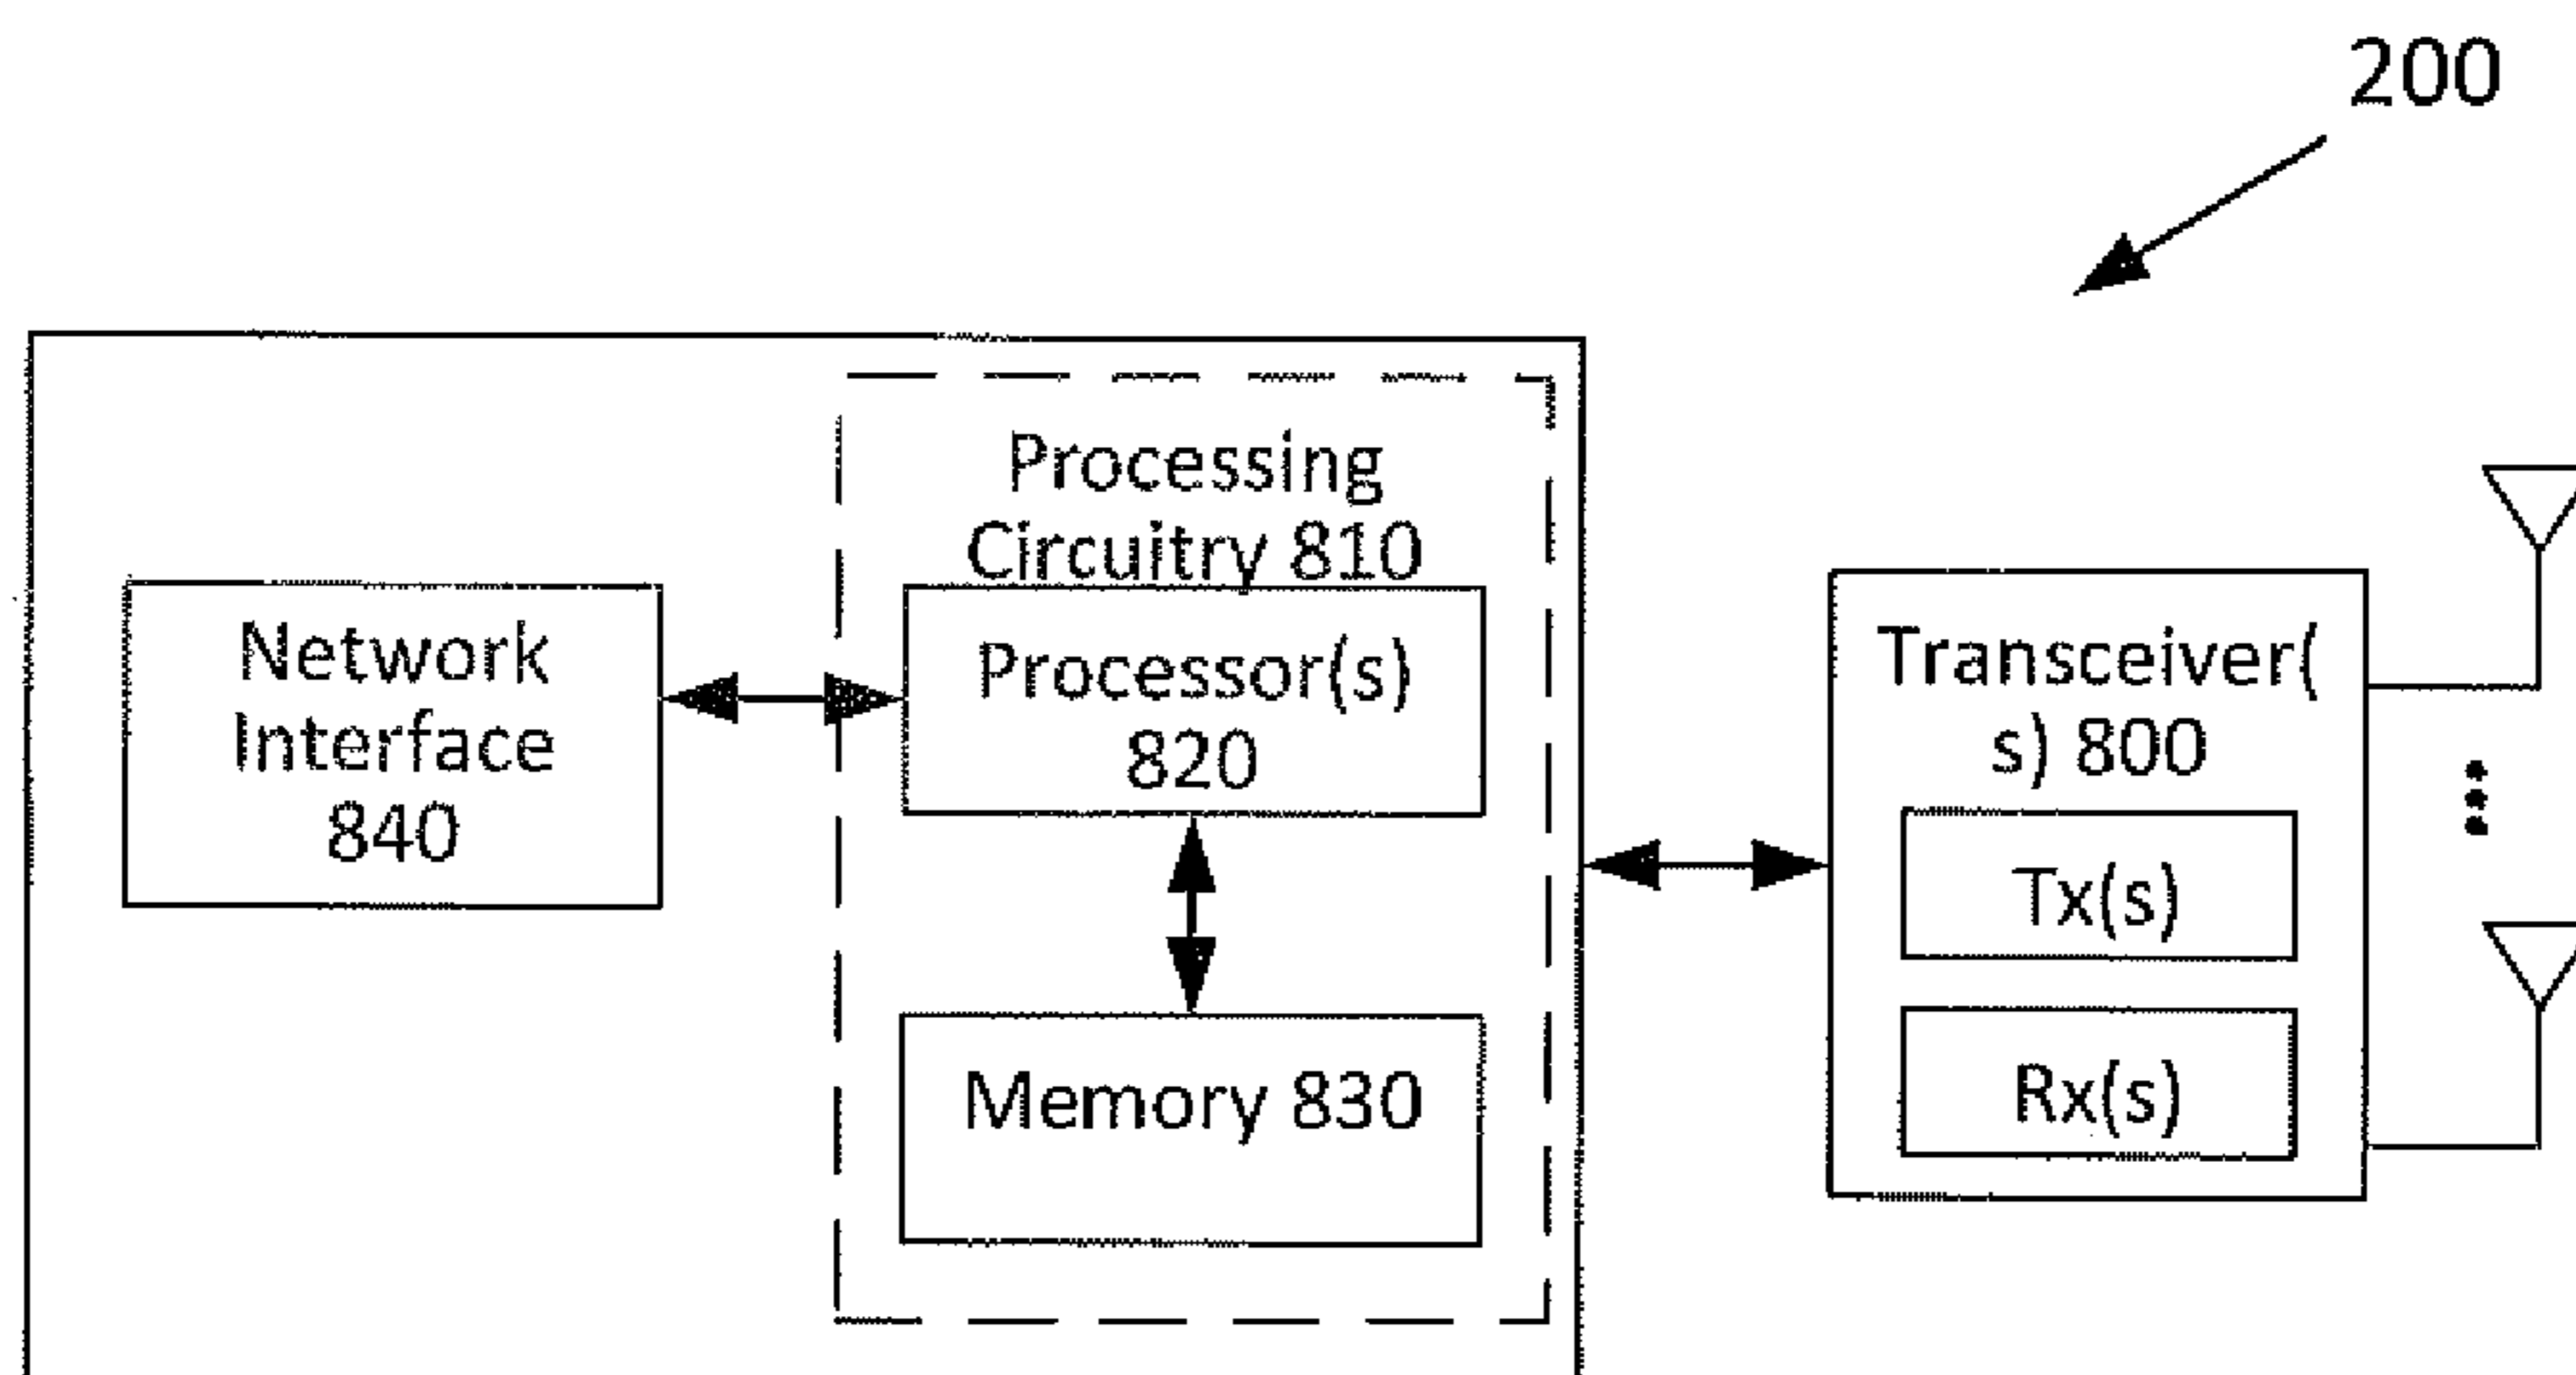 200
Processing
Circuitry 810
Network
Interface
840
Processor(s)
820
Memory 830
Transceiver(
s) 800
Tx(s)
Rx(s)